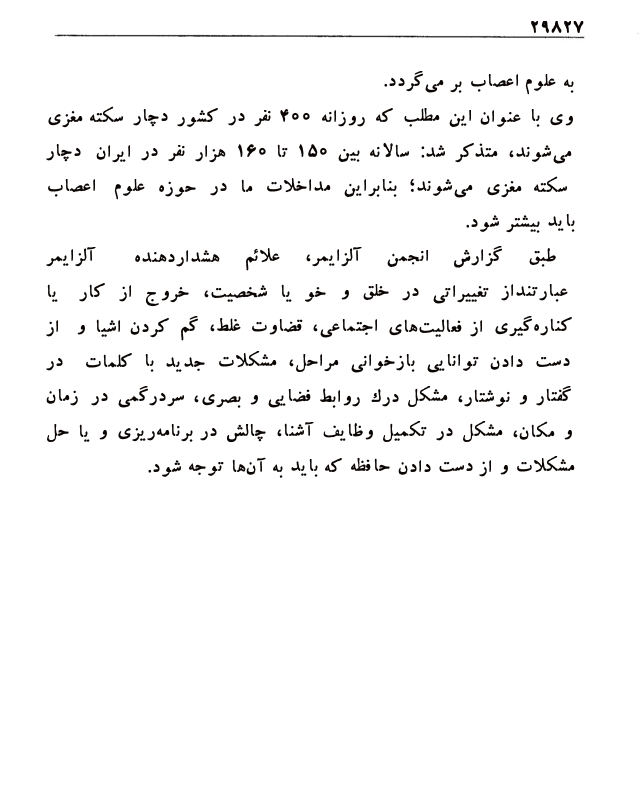 ۲۹۸۲۷
به علوم اعصاب بر می‌گردد.
وی با عنوان این مطلب که روزانه ۴۰۰ نفر در کشور دچار سکته مغزی
می‌شوند، متذکر شد: سالانه بین ۱۵۰ تا ۱۶۰ هزار نفر در ایران دچار
سکته مغزی می‌شوند؛ بنابراین مداخلات ما در حوزه علوم اعصاب
باید بیشتر شود.
طبق گزارش انجمن آلزایمر، علائم هشداردهنده آلزایمر
عبارتنداز تغییراتی در خلق و خو یا شخصیت، خروج از کار یا
کناره‌گیری از فعالیت‌های اجتماعی، قضاوت غلط، گم کردن اشیا و از
دست دادن توانایی بازخوانی مراحل، مشکلات جدید با کلمات در
گفتار و نوشتار، مشکل درك روابط فضایی و بصری، سردرگمی در زمان
و مکان، مشکل در تکمیل وظایف آشنا، چالش در برنامه‌ریزی و یا حل
مشکلات و از دست دادن حافظه که باید به آن‌ها توجه شود.